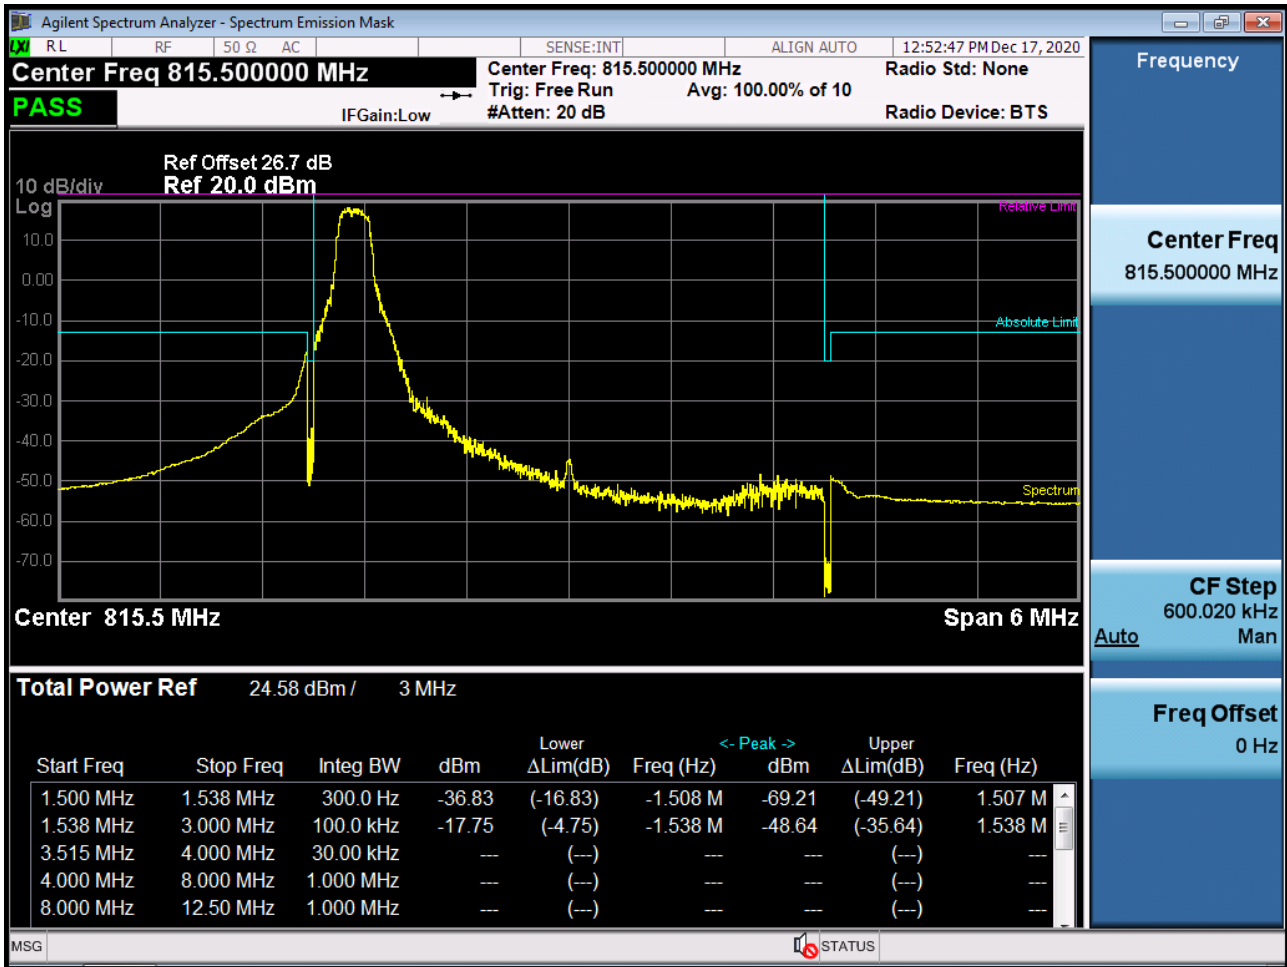 Agilent Spectrum Analyzer - Spectrum Emission Mask
LXI RL RF 50 Ω AC SENSE:INT ALIGN AUTO 12:52:47 PM Dec 17, 2020
Center Freq 815.500000 MHz
Center Freq: 815.500000 MHz
Radio Std: None
Trig: Free Run
Avg: 100.00% of 10
PASS
IFGain:Low
#Atten: 20 dB
Radio Device: BTS
Ref Offset 26.7 dB
10 dB/div Ref 20.0 dBm
Log
Relative Limit
10.0
0.00
-10.0
Absolute Limit
-20.0
-30.0
-40.0
-50.0
Spectrum
-60.0
-70.0
Center 815.5 MHz Span 6 MHz
Total Power Ref 24.58 dBm / 3 MHz
Lower <- Peak -> Upper
Start Freq Stop Freq Integ BW dBm ΔLim(dB) Freq (Hz) dBm ΔLim(dB) Freq (Hz)
1.500 MHz 1.538 MHz 300.0 Hz -36.83 (-16.83) -1.508 M -69.21 (-49.21) 1.507 M
1.538 MHz 3.000 MHz 100.0 kHz -17.75 (-4.75) -1.538 M -48.64 (-35.64) 1.538 M
3.515 MHz 4.000 MHz 30.00 kHz --- (---) --- --- (---) ---
4.000 MHz 8.000 MHz 1.000 MHz --- (---) --- --- (---) ---
8.000 MHz 12.50 MHz 1.000 MHz --- (---) --- --- (---) ---
MSG STATUS
Frequency
Center Freq
815.500000 MHz
CF Step
600.020 kHz
Auto Man
Freq Offset
0 Hz